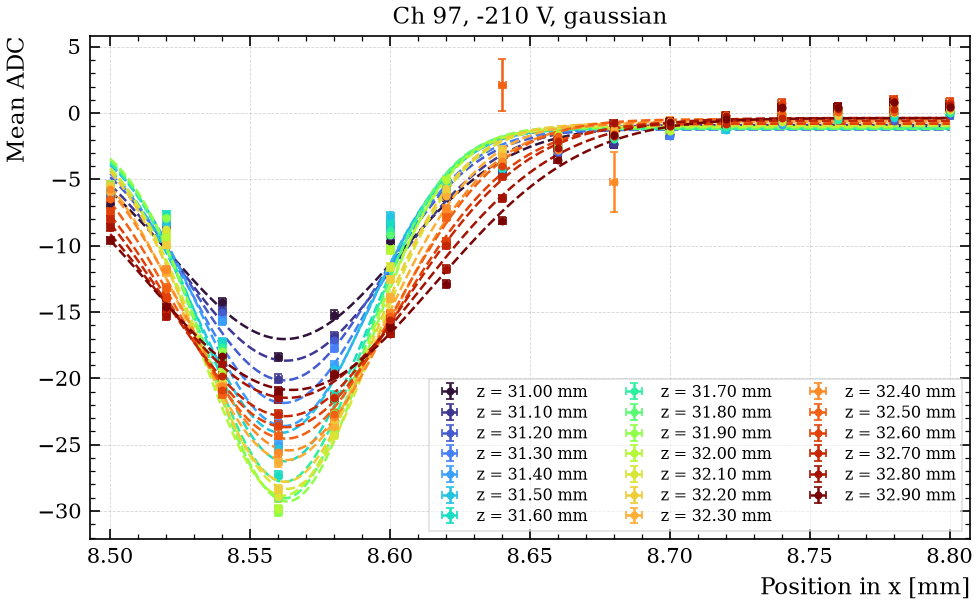 Ch 97, -210 V, gaussian
Mean ADC
5
0
−5
−10
−15
−20
−25
−30
z = 31.00 mm
z = 31.10 mm
z = 31.20 mm
z = 31.30 mm
z = 31.40 mm
z = 31.50 mm
z = 31.60 mm
z = 31.70 mm
z = 31.80 mm
z = 31.90 mm
z = 32.00 mm
z = 32.10 mm
z = 32.20 mm
z = 32.30 mm
z = 32.40 mm
z = 32.50 mm
z = 32.60 mm
z = 32.70 mm
z = 32.80 mm
z = 32.90 mm
8.50 8.55 8.60 8.65 8.70 8.75 8.80
Position in x [mm]